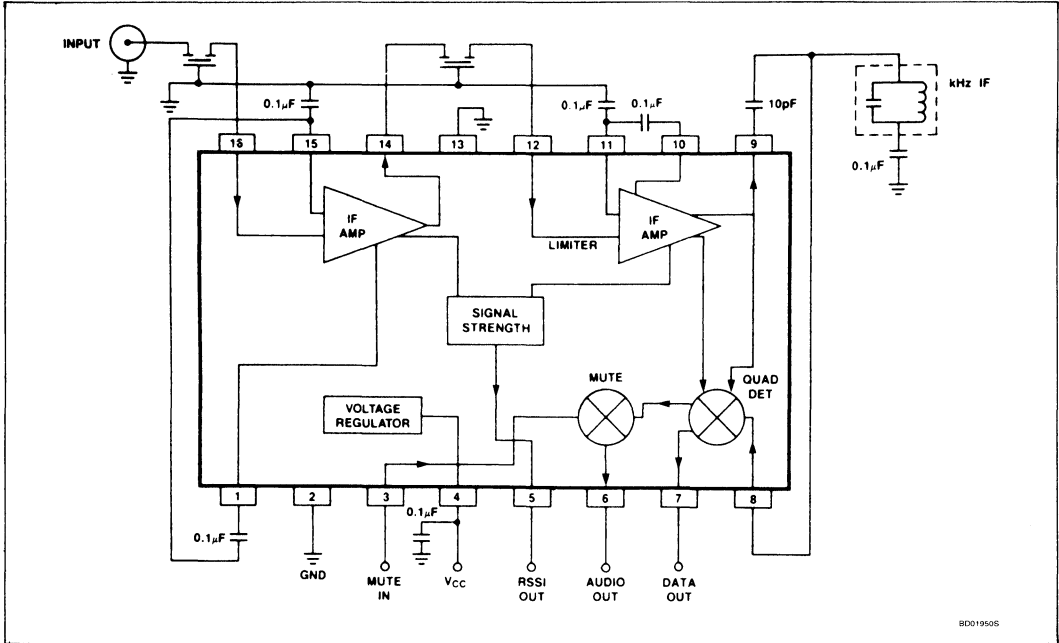 INPUT
kHz IF
0.1µF
0.1µF
0.1µF
10pF
0.1µF
16
15
14
13
12
11
10
9
IF
AMP
LIMITER
IF
AMP
SIGNAL
STRENGTH
MUTE
QUAD
DET
VOLTAGE
REGULATOR
1
2
3
4
5
6
7
8
0.1µF
0.1µF
GND
MUTE
IN
VCC
RSSI
OUT
AUDIO
OUT
DATA
OUT
BD01950S